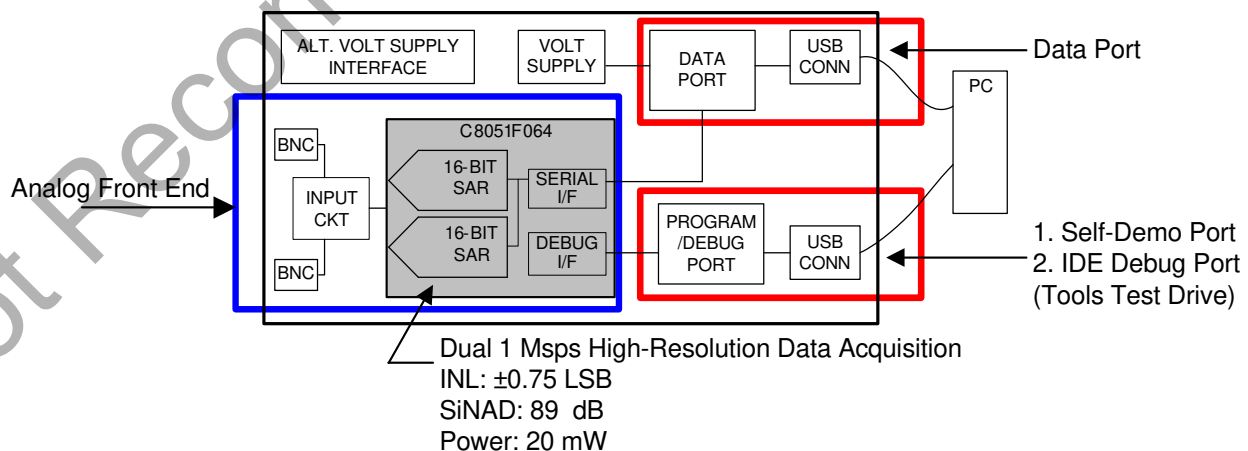 ALT. VOLT SUPPLY
INTERFACE
VOLT
SUPPLY
DATA
PORT
USB
CONN
Data Port
PC
C8051F064
BNC
16-BIT
SAR
SERIAL
I/F
Analog Front End
INPUT
CKT
16-BIT
SAR
DEBUG
I/F
PROGRAM
/DEBUG
PORT
USB
CONN
BNC
1. Self-Demo Port
2. IDE Debug Port
(Tools Test Drive)
Dual 1 Msps High-Resolution Data Acquisition
INL: ±0.75 LSB
SiNAD: 89 dB
Power: 20 mW